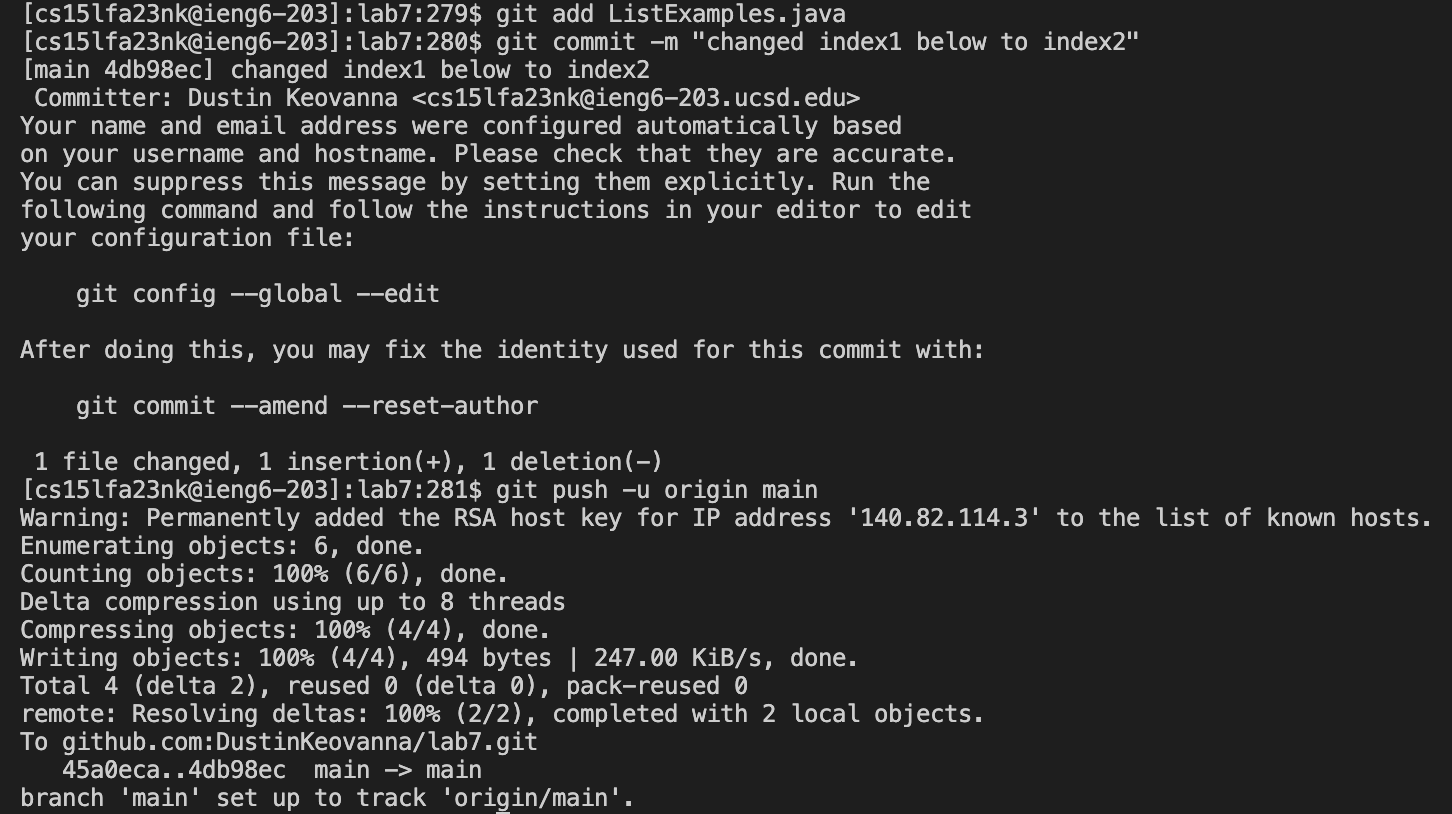 [cs15lfa23nk@ieng6-203]:lab7:279$ git add ListExamples.java
[cs15lfa23nk@ieng6-203]:lab7:280$ git commit -m "changed index1 below to index2"
[main 4db98ec] changed index1 below to index2
 Committer: Dustin Keovanna <cs15lfa23nk@ieng6-203.ucsd.edu>
Your name and email address were configured automatically based
on your username and hostname. Please check that they are accurate.
You can suppress this message by setting them explicitly. Run the
following command and follow the instructions in your editor to edit
your configuration file:

    git config --global --edit

After doing this, you may fix the identity used for this commit with:

    git commit --amend --reset-author

 1 file changed, 1 insertion(+), 1 deletion(-)
[cs15lfa23nk@ieng6-203]:lab7:281$ git push -u origin main
Warning: Permanently added the RSA host key for IP address '140.82.114.3' to the list of known hosts.
Enumerating objects: 6, done.
Counting objects: 100% (6/6), done.
Delta compression using up to 8 threads
Compressing objects: 100% (4/4), done.
Writing objects: 100% (4/4), 494 bytes | 247.00 KiB/s, done.
Total 4 (delta 2), reused 0 (delta 0), pack-reused 0
remote: Resolving deltas: 100% (2/2), completed with 2 local objects.
To github.com:DustinKeovanna/lab7.git
   45a0eca..4db98ec  main -> main
branch 'main' set up to track 'origin/main'.